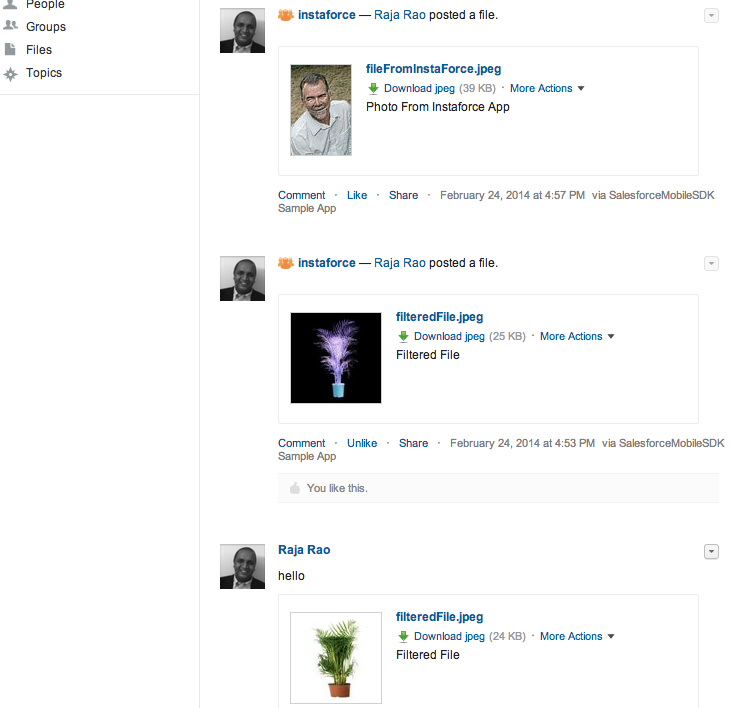 People
Groups
Files
Topics
instaforce — Raja Rao posted a file.
fileFromInstaForce.jpeg
Download jpeg (39 KB) · More Actions
Photo From Instaforce App
Comment · Like · Share · February 24, 2014 at 4:57 PM via SalesforceMobileSDK
Sample App
instaforce — Raja Rao posted a file.
filteredFile.jpeg
Download jpeg (25 KB) · More Actions
Filtered File
Comment · Unlike · Share · February 24, 2014 at 4:53 PM via SalesforceMobileSDK
Sample App
You like this.
Raja Rao
hello
filteredFile.jpeg
Download jpeg (24 KB) · More Actions
Filtered File